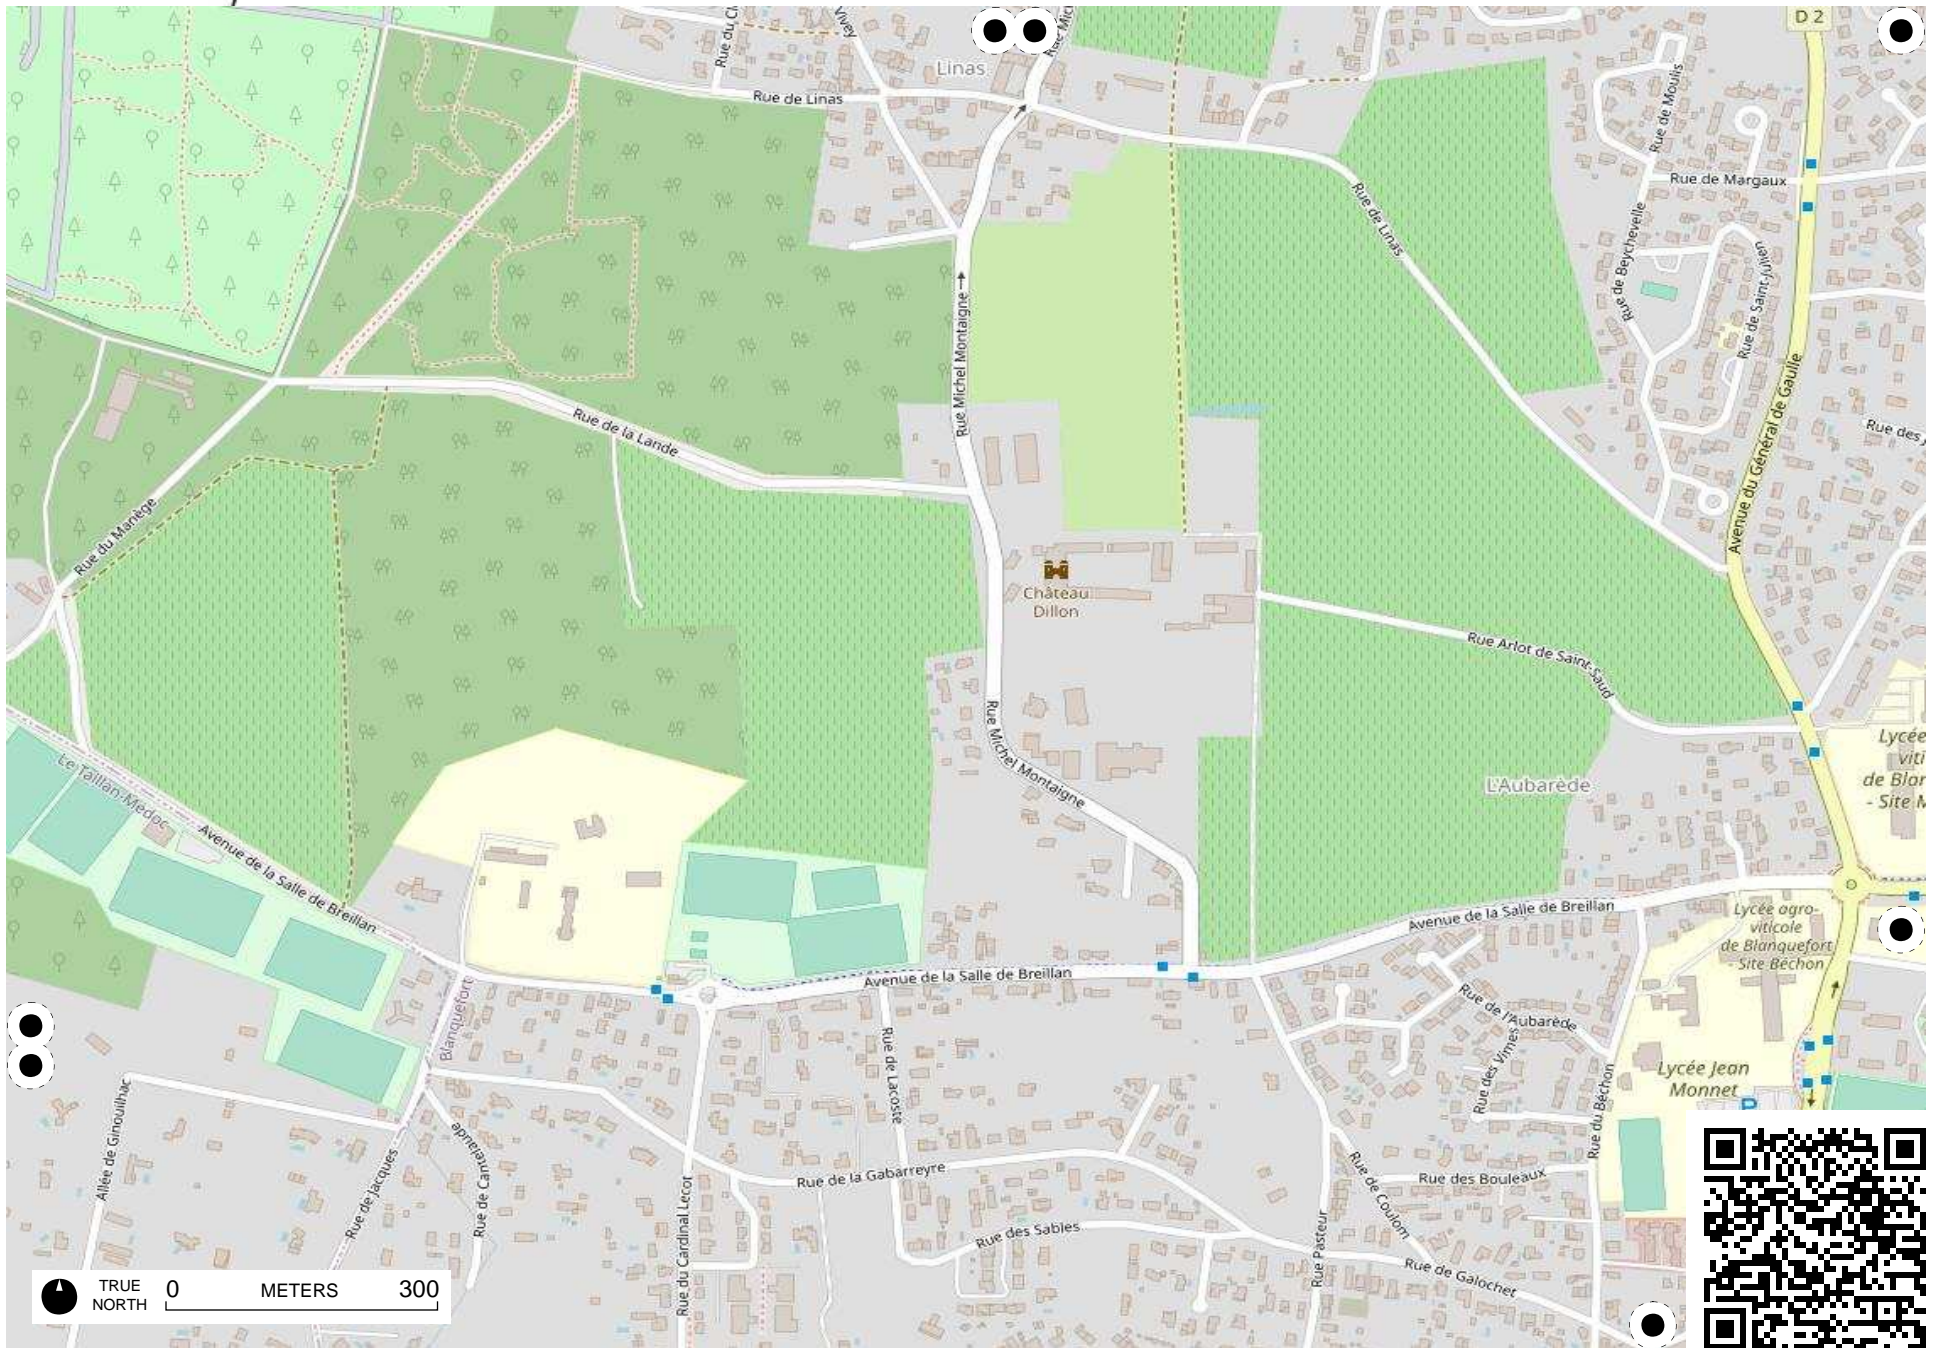 D 2
Vivey
Linas
Rue de Linas
Rue de Moulis
Rue de Margaux
Rue de Linas
Rue de Beychevelle
Rue de Saint-Julien
Rue Michel Montaigne
Avenue du Général de Gaulle
Rue de la Lande
Rue des
Rue du Manège
Château
Dillon
Rue Arlot de Saint-Saud
Rue Michel Montaigne
Lycée
viti
de Blan
- Site M
Le Taillan-Médoc
L'Aubarède
Avenue de la Salle de Breillan
Avenue de la Salle de Breillan
Lycée agro-
viticole
de Blanquefort
- Site Béchon
Avenue de la Salle de Breillan
Blanquefort
Rue de l'Aubarède
Rue de Lacoste
Rue des Vimes
Lycée Jean
Monnet
P
Allée de Ginouilhac
Rue de Cantelaude
Rue du Béchon
Rue de Jacques
Rue de la Gabarreyre
Rue de Coulom
Rue des Bouleaux
Rue du Cardinal Lecot
Rue des Sables
Rue Pasteur
Rue de Galochet
TRUE
NORTH
0 METERS 300